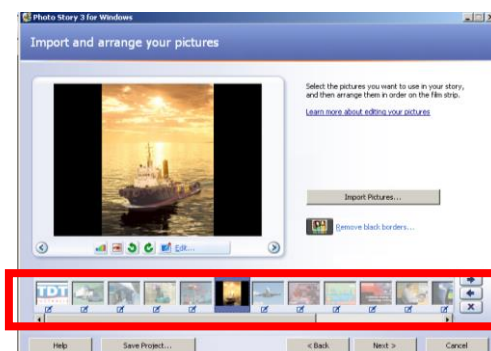 Photo Story 3 for Windows
Import and arrange your pictures
Select the pictures you want to use in your story,
and then arrange them in order on the film strip.
Learn more about editing your pictures
Import Pictures...
Remove black borders...
Edit...
TDT
Help
Save Project...
< Back
Next >
Cancel